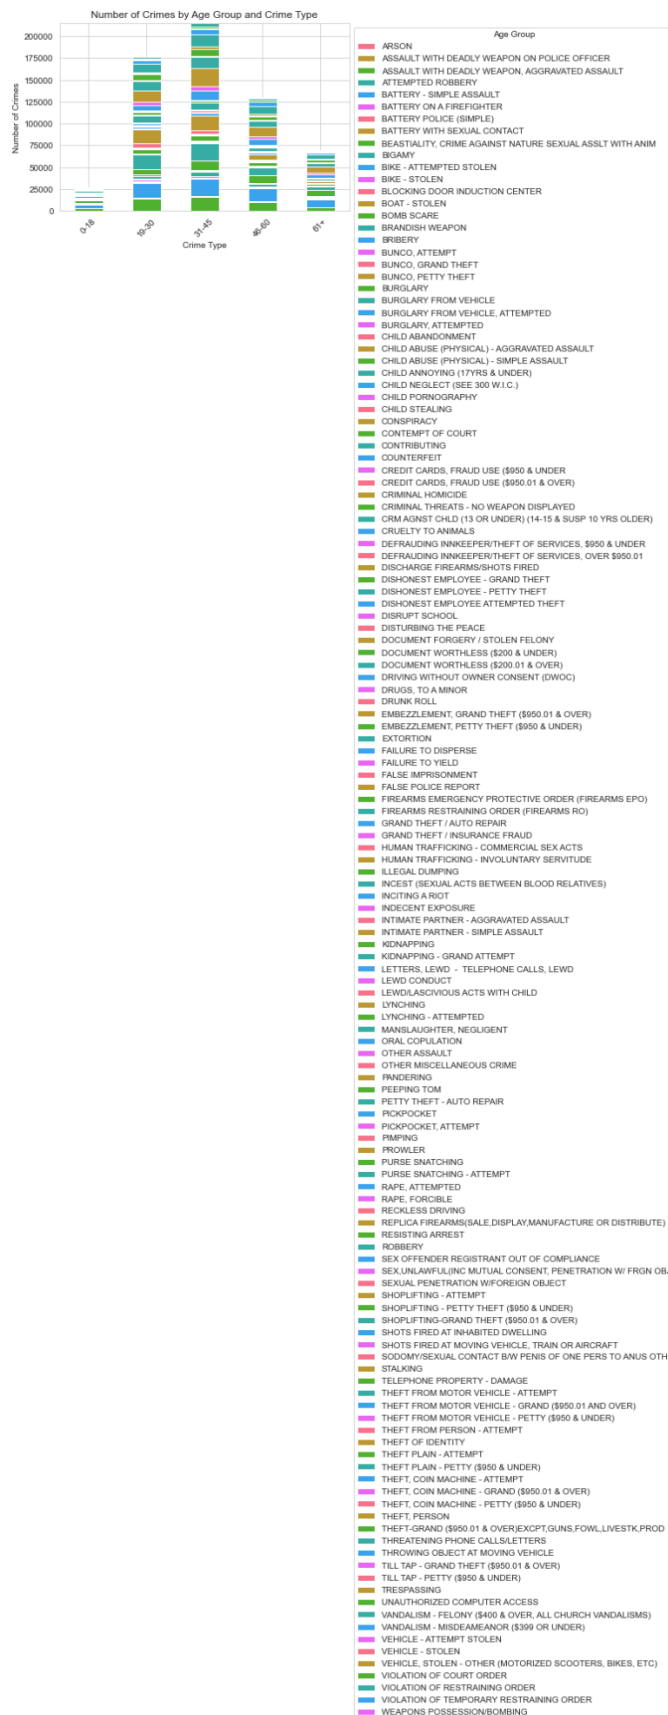 Number of Crimes by Age Group and Crime Type
200000
175000
150000
125000
100000
75000
50000
25000
0
Number of Crimes
0-18
19-30
31-45
46-60
61+
Crime Type
Age Group
ARSON
ASSAULT WITH DEADLY WEAPON ON POLICE OFFICER
ASSAULT WITH DEADLY WEAPON, AGGRAVATED ASSAULT
ATTEMPTED ROBBERY
BATTERY - SIMPLE ASSAULT
BATTERY ON A FIREFIGHTER
BATTERY POLICE (SIMPLE)
BATTERY WITH SEXUAL CONTACT
BEASTIALITY, CRIME AGAINST NATURE SEXUAL ASSLT WITH ANIM
BIGAMY
BIKE - ATTEMPTED STOLEN
BIKE - STOLEN
BLOCKING DOOR INDUCTION CENTER
BOAT - STOLEN
BOMB SCARE
BRANDISH WEAPON
BRIBERY
BUNCO, ATTEMPT
BUNCO, GRAND THEFT
BUNCO, PETTY THEFT
BURGLARY
BURGLARY FROM VEHICLE
BURGLARY FROM VEHICLE, ATTEMPTED
BURGLARY, ATTEMPTED
CHILD ABANDONMENT
CHILD ABUSE (PHYSICAL) - AGGRAVATED ASSAULT
CHILD ABUSE (PHYSICAL) - SIMPLE ASSAULT
CHILD ANNOYING (17YRS & UNDER)
CHILD NEGLECT (SEE 300 W.I.C.)
CHILD PORNOGRAPHY
CHILD STEALING
CONSPIRACY
CONTEMPT OF COURT
CONTRIBUTING
COUNTERFEIT
CREDIT CARDS, FRAUD USE ($950 & UNDER
CREDIT CARDS, FRAUD USE ($950.01 & OVER)
CRIMINAL HOMICIDE
CRIMINAL THREATS - NO WEAPON DISPLAYED
CRM AGNST CHLD (13 OR UNDER) (14-15 & SUSP 10 YRS OLDER)
CRUELTY TO ANIMALS
DEFRAUDING INNKEEPER/THEFT OF SERVICES, $950 & UNDER
DEFRAUDING INNKEEPER/THEFT OF SERVICES, OVER $950.01
DISCHARGE FIREARMS/SHOTS FIRED
DISHONEST EMPLOYEE - GRAND THEFT
DISHONEST EMPLOYEE - PETTY THEFT
DISHONEST EMPLOYEE ATTEMPTED THEFT
DISRUPT SCHOOL
DISTURBING THE PEACE
DOCUMENT FORGERY / STOLEN FELONY
DOCUMENT WORTHLESS ($200 & UNDER)
DOCUMENT WORTHLESS ($200.01 & OVER)
DRIVING WITHOUT OWNER CONSENT (DWOC)
DRUGS, TO A MINOR
DRUNK ROLL
EMBEZZLEMENT, GRAND THEFT ($950.01 & OVER)
EMBEZZLEMENT, PETTY THEFT ($950 & UNDER)
EXTORTION
FAILURE TO DISPERSE
FAILURE TO YIELD
FALSE IMPRISONMENT
FALSE POLICE REPORT
FIREARMS EMERGENCY PROTECTIVE ORDER (FIREARMS EPO)
FIREARMS RESTRAINING ORDER (FIREARMS RO)
GRAND THEFT / AUTO REPAIR
GRAND THEFT / INSURANCE FRAUD
HUMAN TRAFFICKING - COMMERCIAL SEX ACTS
HUMAN TRAFFICKING - INVOLUNTARY SERVITUDE
ILLEGAL DUMPING
INCEST (SEXUAL ACTS BETWEEN BLOOD RELATIVES)
INCITING A RIOT
INDECENT EXPOSURE
INTIMATE PARTNER - AGGRAVATED ASSAULT
INTIMATE PARTNER - SIMPLE ASSAULT
KIDNAPPING
KIDNAPPING - GRAND ATTEMPT
LETTERS, LEWD - TELEPHONE CALLS, LEWD
LEWD CONDUCT
LEWD/LASCIVIOUS ACTS WITH CHILD
LYNCHING
LYNCHING - ATTEMPTED
MANSLAUGHTER, NEGLIGENT
ORAL COPULATION
OTHER ASSAULT
OTHER MISCELLANEOUS CRIME
PANDERING
PEEPING TOM
PETTY THEFT - AUTO REPAIR
PICKPOCKET
PICKPOCKET, ATTEMPT
PIMPING
PROWLER
PURSE SNATCHING
PURSE SNATCHING - ATTEMPT
RAPE, ATTEMPTED
RAPE, FORCIBLE
RECKLESS DRIVING
REPLICA FIREARMS(SALE,DISPLAY,MANUFACTURE OR DISTRIBUTE)
RESISTING ARREST
ROBBERY
SEX OFFENDER REGISTRANT OUT OF COMPLIANCE
SEX,UNLAWFUL(INC MUTUAL CONSENT, PENETRATION W/ FRGN OBJ
SEXUAL PENETRATION W/FOREIGN OBJECT
SHOPLIFTING - ATTEMPT
SHOPLIFTING - PETTY THEFT ($950 & UNDER)
SHOPLIFTING-GRAND THEFT ($950.01 & OVER)
SHOTS FIRED AT INHABITED DWELLING
SHOTS FIRED AT MOVING VEHICLE, TRAIN OR AIRCRAFT
SODOMY/SEXUAL CONTACT B/W PENIS OF ONE PERS TO ANUS OTH
STALKING
TELEPHONE PROPERTY - DAMAGE
THEFT FROM MOTOR VEHICLE - ATTEMPT
THEFT FROM MOTOR VEHICLE - GRAND ($950.01 AND OVER)
THEFT FROM MOTOR VEHICLE - PETTY ($950 & UNDER)
THEFT FROM PERSON - ATTEMPT
THEFT OF IDENTITY
THEFT PLAIN - ATTEMPT
THEFT PLAIN - PETTY ($950 & UNDER)
THEFT, COIN MACHINE - ATTEMPT
THEFT, COIN MACHINE - GRAND ($950.01 & OVER)
THEFT, COIN MACHINE - PETTY ($950 & UNDER)
THEFT, PERSON
THEFT-GRAND ($950.01 & OVER)EXCPT,GUNS,FOWL,LIVESTK,PROD
THREATENING PHONE CALLS/LETTERS
THROWING OBJECT AT MOVING VEHICLE
TILL TAP - GRAND THEFT ($950.01 & OVER)
TILL TAP - PETTY ($950 & UNDER)
TRESPASSING
UNAUTHORIZED COMPUTER ACCESS
VANDALISM - FELONY ($400 & OVER, ALL CHURCH VANDALISMS)
VANDALISM - MISDEAMEANOR ($399 OR UNDER)
VEHICLE - ATTEMPT STOLEN
VEHICLE - STOLEN
VEHICLE, STOLEN - OTHER (MOTORIZED SCOOTERS, BIKES, ETC)
VIOLATION OF COURT ORDER
VIOLATION OF RESTRAINING ORDER
VIOLATION OF TEMPORARY RESTRAINING ORDER
WEAPONS POSSESSION/BOMBING